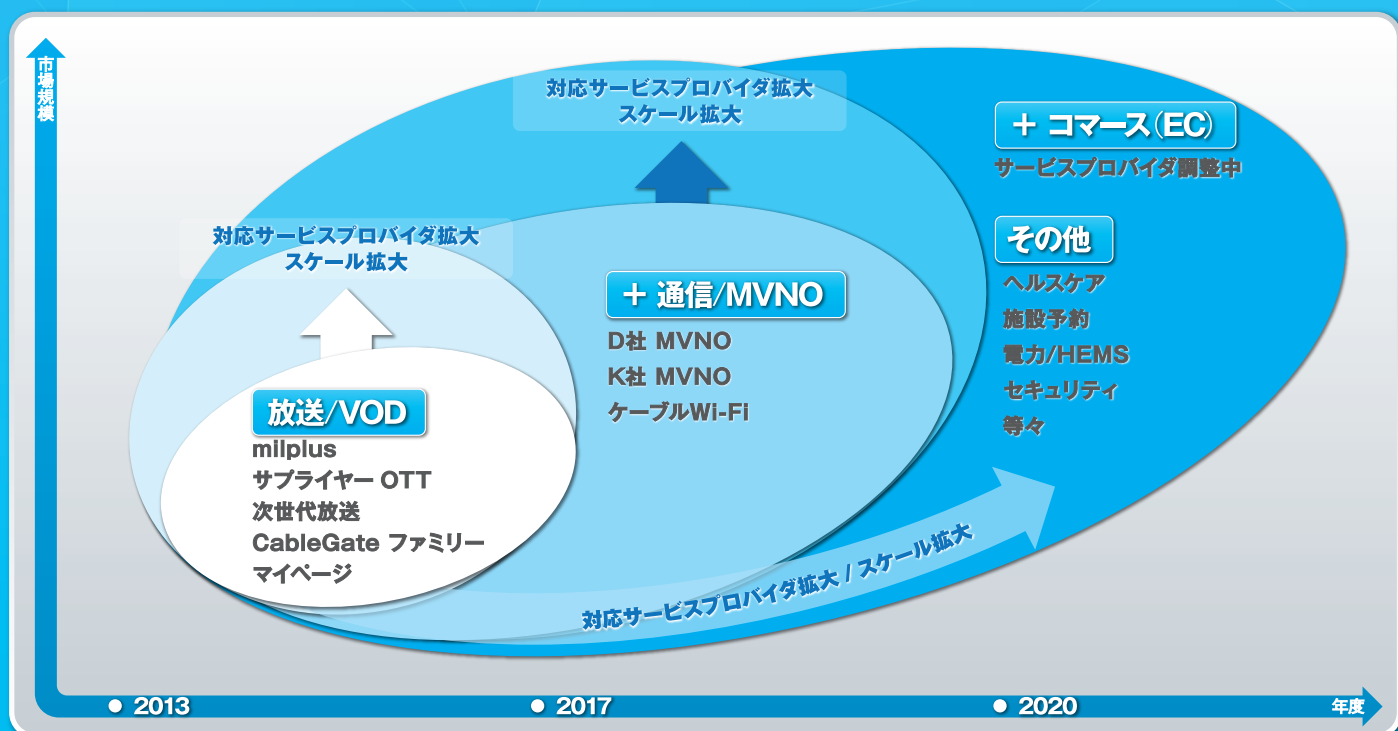 市場規模
対応サービスプロバイダ拡大
スケール拡大
+ コマース(EC)
サービスプロバイダ調整中
その他
ヘルスケア
施設予約
電力/HEMS
セキュリティ
等々
対応サービスプロバイダ拡大
スケール拡大
+ 通信/MVNO
D社 MVNO
K社 MVNO
ケーブルWi-Fi
放送/VOD
milplus
サプライヤー OTT
次世代放送
CableGate ファミリー
マイページ
対応サービスプロバイダ拡大 / スケール拡大
● 2013
● 2017
● 2020
年度